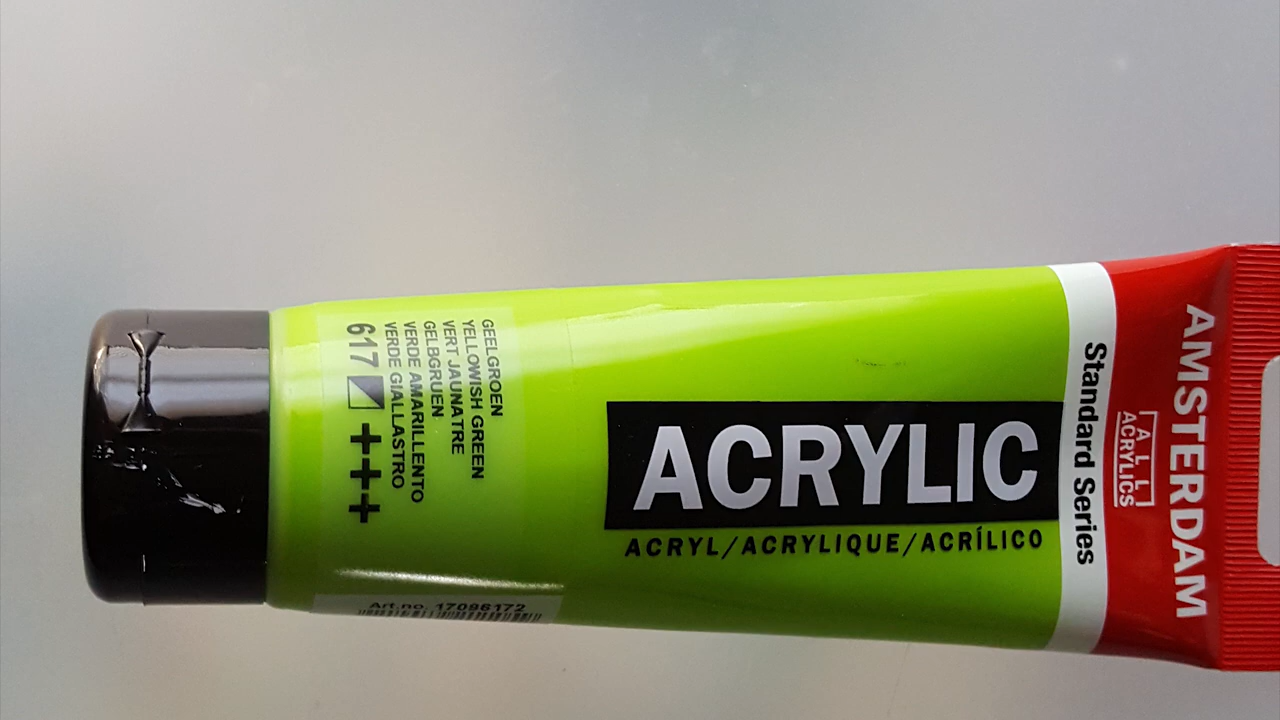 AMSTERDAM
ALL
ACRYLICS
Standard Series
ACRYLIC
ACRYL/ACRYLIQUE/ACRÍLICO
GEELGROEN
YELLOWISH GREEN
VERT JAUNATRE
GELBGRUEN
VERDE AMARILLENTO
VERDE GIALLASTRO
617 +++
Art.no. 17096172